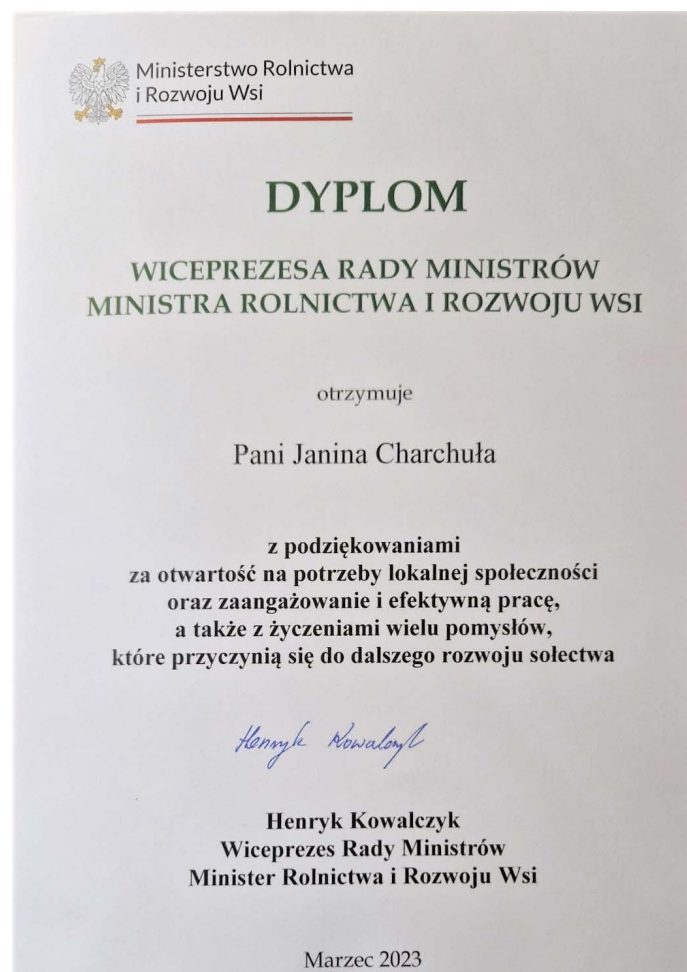 Ministerstwo Rolnictwa
i Rozwoju Wsi
DYPLOM
WICEPREZESA RADY MINISTRÓW
MINISTRA ROLNICTWA I ROZWOJU WSI
otrzymuje
Pani Janina Charchuła
z podziękowaniami
za otwartość na potrzeby lokalnej społeczności
oraz zaangażowanie i efektywną pracę,
a także z życzeniami wielu pomysłów,
które przyczynią się do dalszego rozwoju sołectwa
Henryk Kowalczyk
Henryk Kowalczyk
Wiceprezes Rady Ministrów
Minister Rolnictwa i Rozwoju Wsi
Marzec 2023